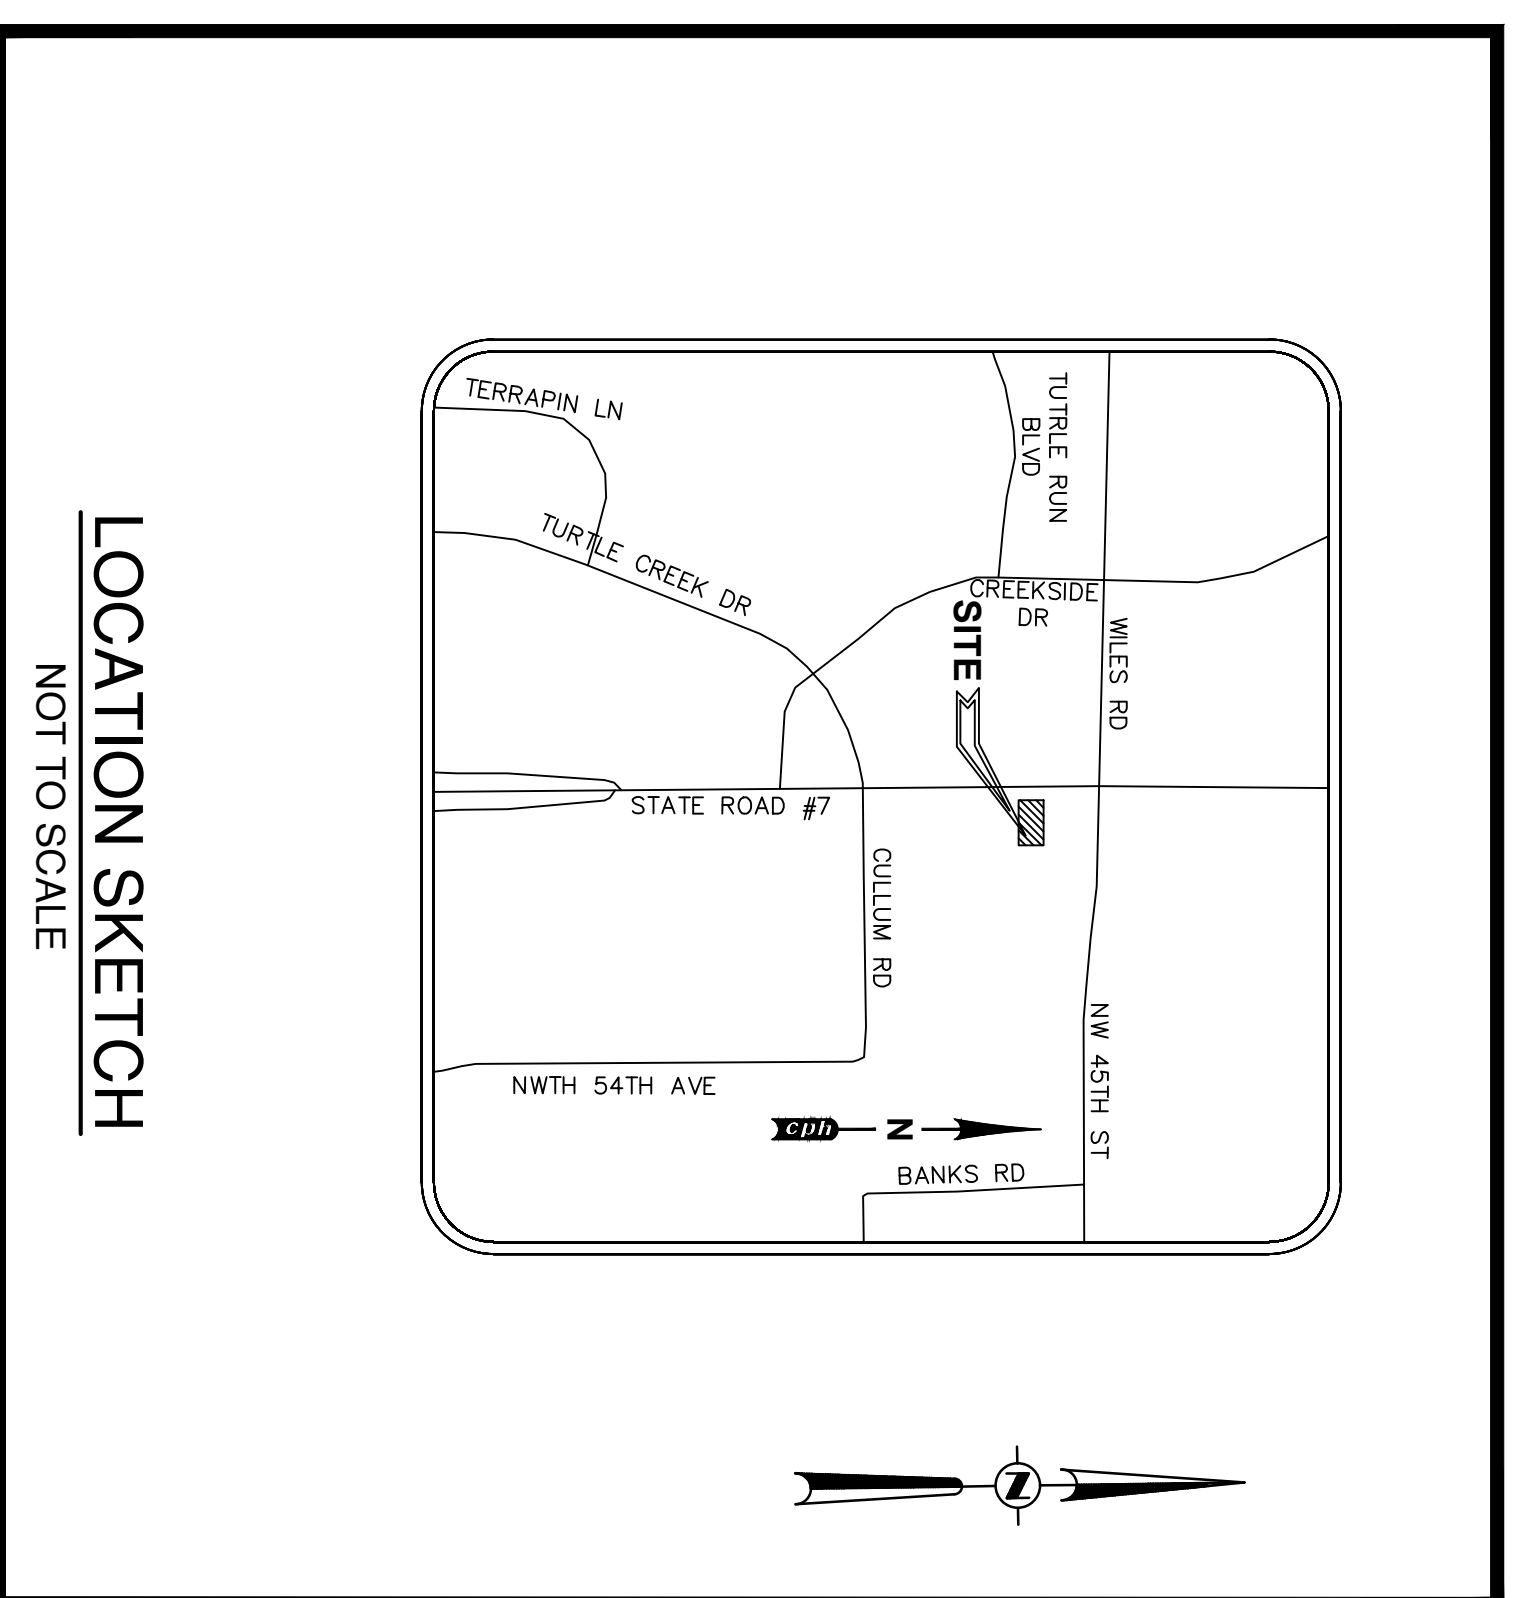 TUTRLE RUN
BLVD
WILES RD
NW 45TH ST
CREEKSIDE
DR
SITE
TERRAPIN LN
TURTLE CREEK DR
STATE ROAD #7
CULLUM RD
NWTH 54TH AVE
BANKS RD
N
cph
N
LOCATION SKETCH
NOT TO SCALE